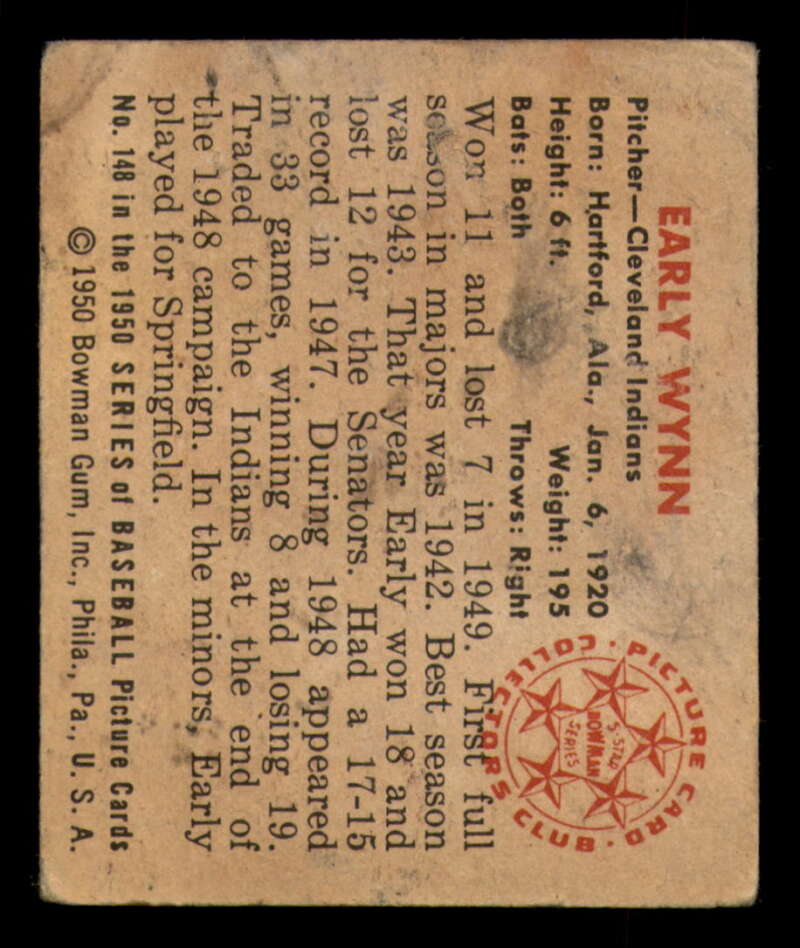 EARLY WYNN
Pitcher—Cleveland Indians
Born: Hartford, Ala., Jan. 6, 1920
Height: 6 ft. Weight: 195
Bats: Both Throws: Right
Won 11 and lost 7 in 1949. First full
season in majors was 1942. Best season
was 1943. That year Early won 18 and
lost 12 for the Senators. Had a 17-15
record in 1947. During 1948 appeared
in 33 games, winning 8 and losing 19.
Traded to the Indians at the end of
the 1948 campaign. In the minors, Early
played for Springfield.
No. 148 in the 1950 SERIES of BASEBALL Picture Cards
© 1950 Bowman Gum, Inc., Phila., Pa., U. S. A.
PICTURE CARD · COLLECTORS CLUB ·
5-STAR
BOWMAN
SERIES